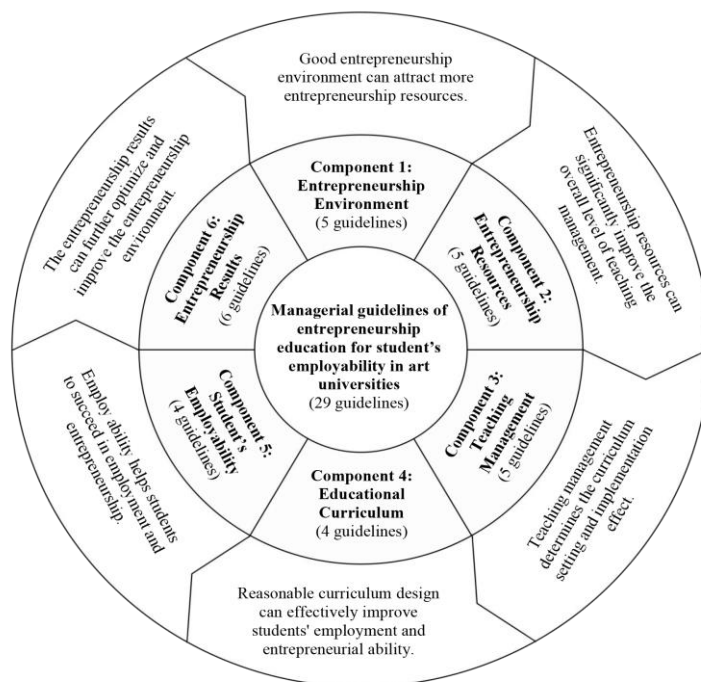 Good entrepreneurship
environment can attract more
entrepreneurship resources.
Entrepreneurship resources can
significantly improve the
overall level of teaching
management.
Teaching management
determines the curriculum
setting and implementation
effect.
Reasonable curriculum design
can effectively improve
students' employment and
entrepreneurial ability.
Employ ability helps students
to succeed in employment and
entrepreneurship.
The entrepreneurship results
can further optimize and
improve the entrepreneurship
environment.
Component 1:
Entrepreneurship
Environment
(5 guidelines)
Component 2:
Entrepreneurship
Resources
(5 guidelines)
Component 3:
Teaching
Management
(5 guidelines)
Component 4:
Educational
Curriculum
(4 guidelines)
Component 5:
Student's
Employability
(4 guidelines)
Component 6:
Entrepreneurship
Results
(6 guidelines)
Managerial guidelines of
entrepreneurship
education for student's
employability in art
universities
(29 guidelines)